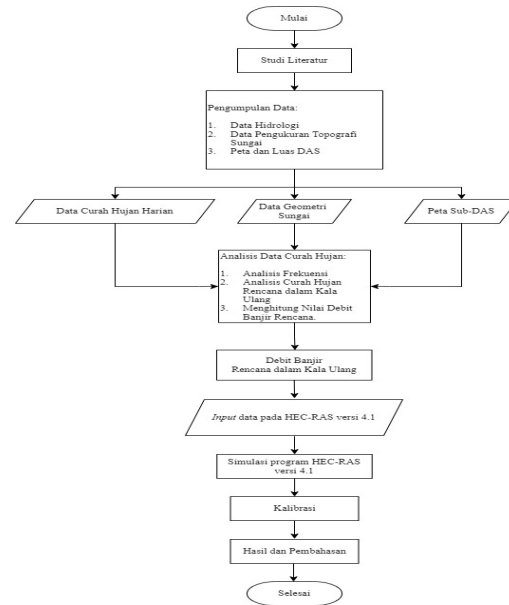 Mulai
Studi Literatur
Pengumpulan Data:
1. Data Hidrologi
2. Data Pengukuran Topografi
Sungai
3. Peta dan Luas DAS
Data Curah Hujan Harian
Data Geometri
Sungai
Peta Sub-DAS
Analisis Data Curah Hujan:
1. Analisis Frekuensi
2. Analisis Curah Hujan
Rencana dalam Kala
Ulang
3. Menghitung Nilai Debit
Banjir Rencana.
Debit Banjir
Rencana dalam Kala Ulang
Input data pada HEC-RAS versi 4.1
Simulasi program HEC-RAS
versi 4.1
Kalibrasi
Hasil dan Pembahasan
Selesai